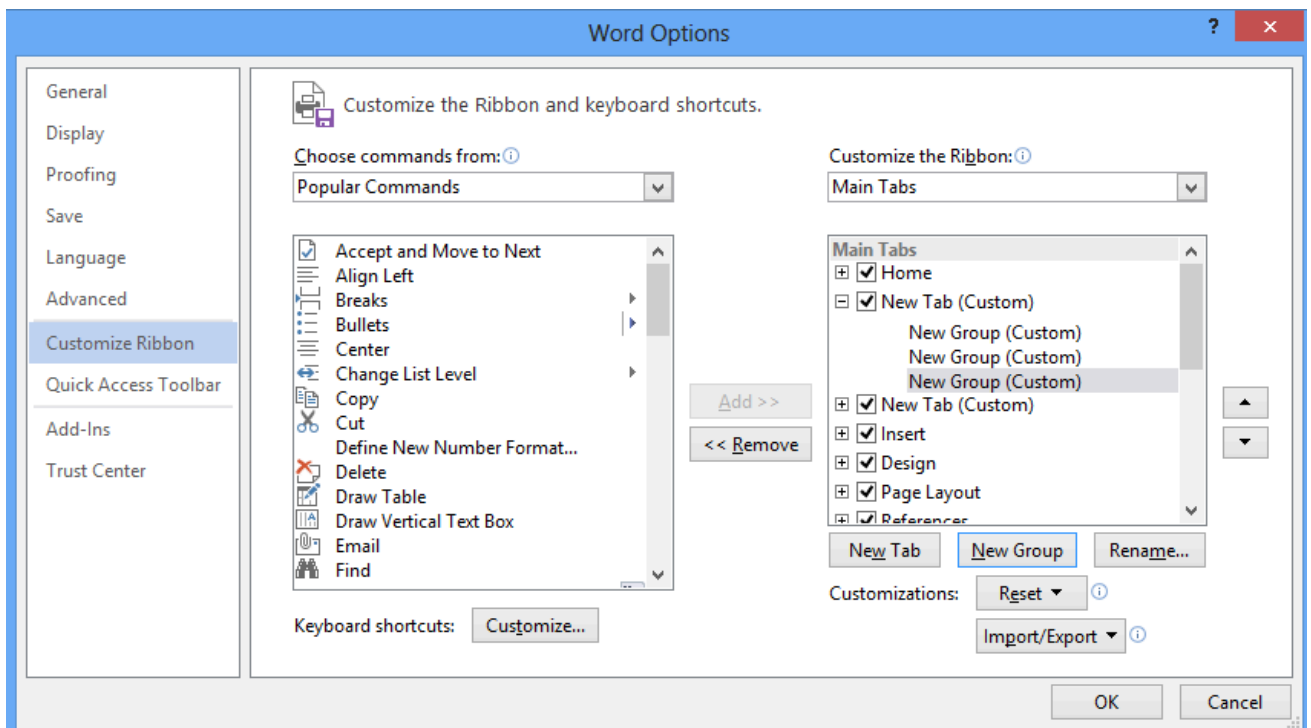 Word Options
?
General
Display
Proofing
Save
Language
Advanced
Customize Ribbon
Quick Access Toolbar
Add-Ins
Trust Center
Customize the Ribbon and keyboard shortcuts.
Choose commands from:
Popular Commands
Accept and Move to Next
Align Left
Breaks
Bullets
Center
Change List Level
Copy
Cut
Define New Number Format...
Delete
Draw Table
Draw Vertical Text Box
Email
Find
Keyboard shortcuts: Customize...
Add >>
<< Remove
Customize the Ribbon:
Main Tabs
Main Tabs
Home
New Tab (Custom)
New Group (Custom)
New Group (Custom)
New Group (Custom)
New Tab (Custom)
Insert
Design
Page Layout
References
New Tab New Group Rename...
Customizations: Reset
Import/Export
OK Cancel